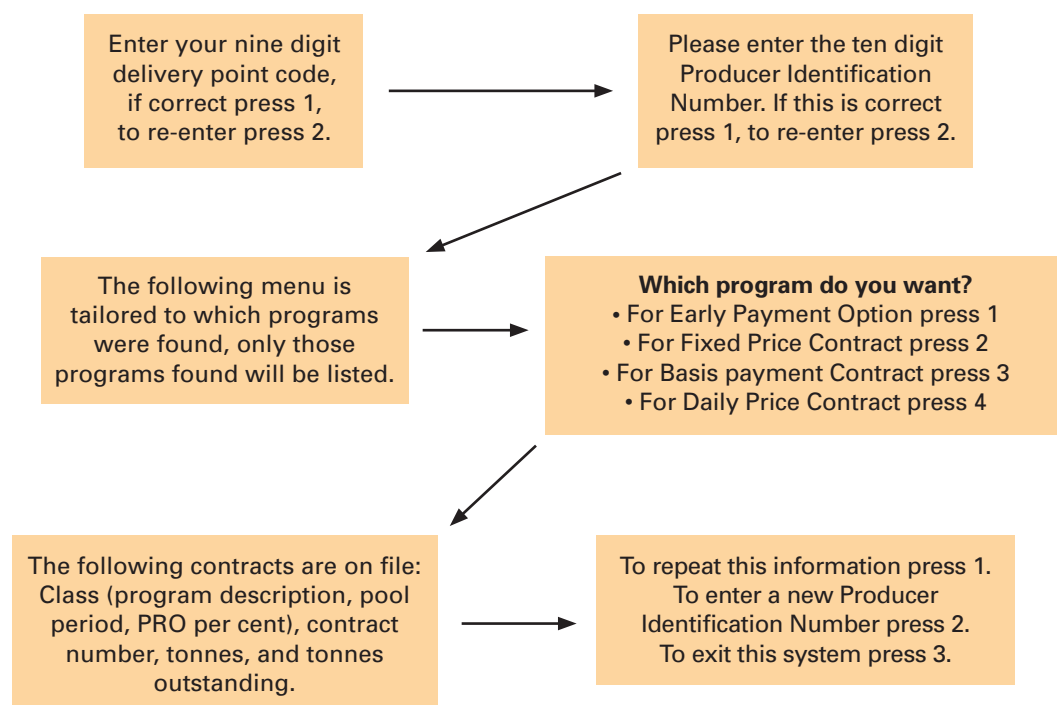 Enter your nine digit
delivery point code,
if correct press 1,
to re-enter press 2.
Please enter the ten digit
Producer Identification
Number. If this is correct
press 1, to re-enter press 2.
The following menu is
tailored to which programs
were found, only those
programs found will be listed.
Which program do you want?
• For Early Payment Option press 1
• For Fixed Price Contract press 2
• For Basis payment Contract press 3
• For Daily Price Contract press 4
The following contracts are on file:
Class (program description, pool
period, PRO per cent), contract
number, tonnes, and tonnes
outstanding.
To repeat this information press 1.
To enter a new Producer
Identification Number press 2.
To exit this system press 3.